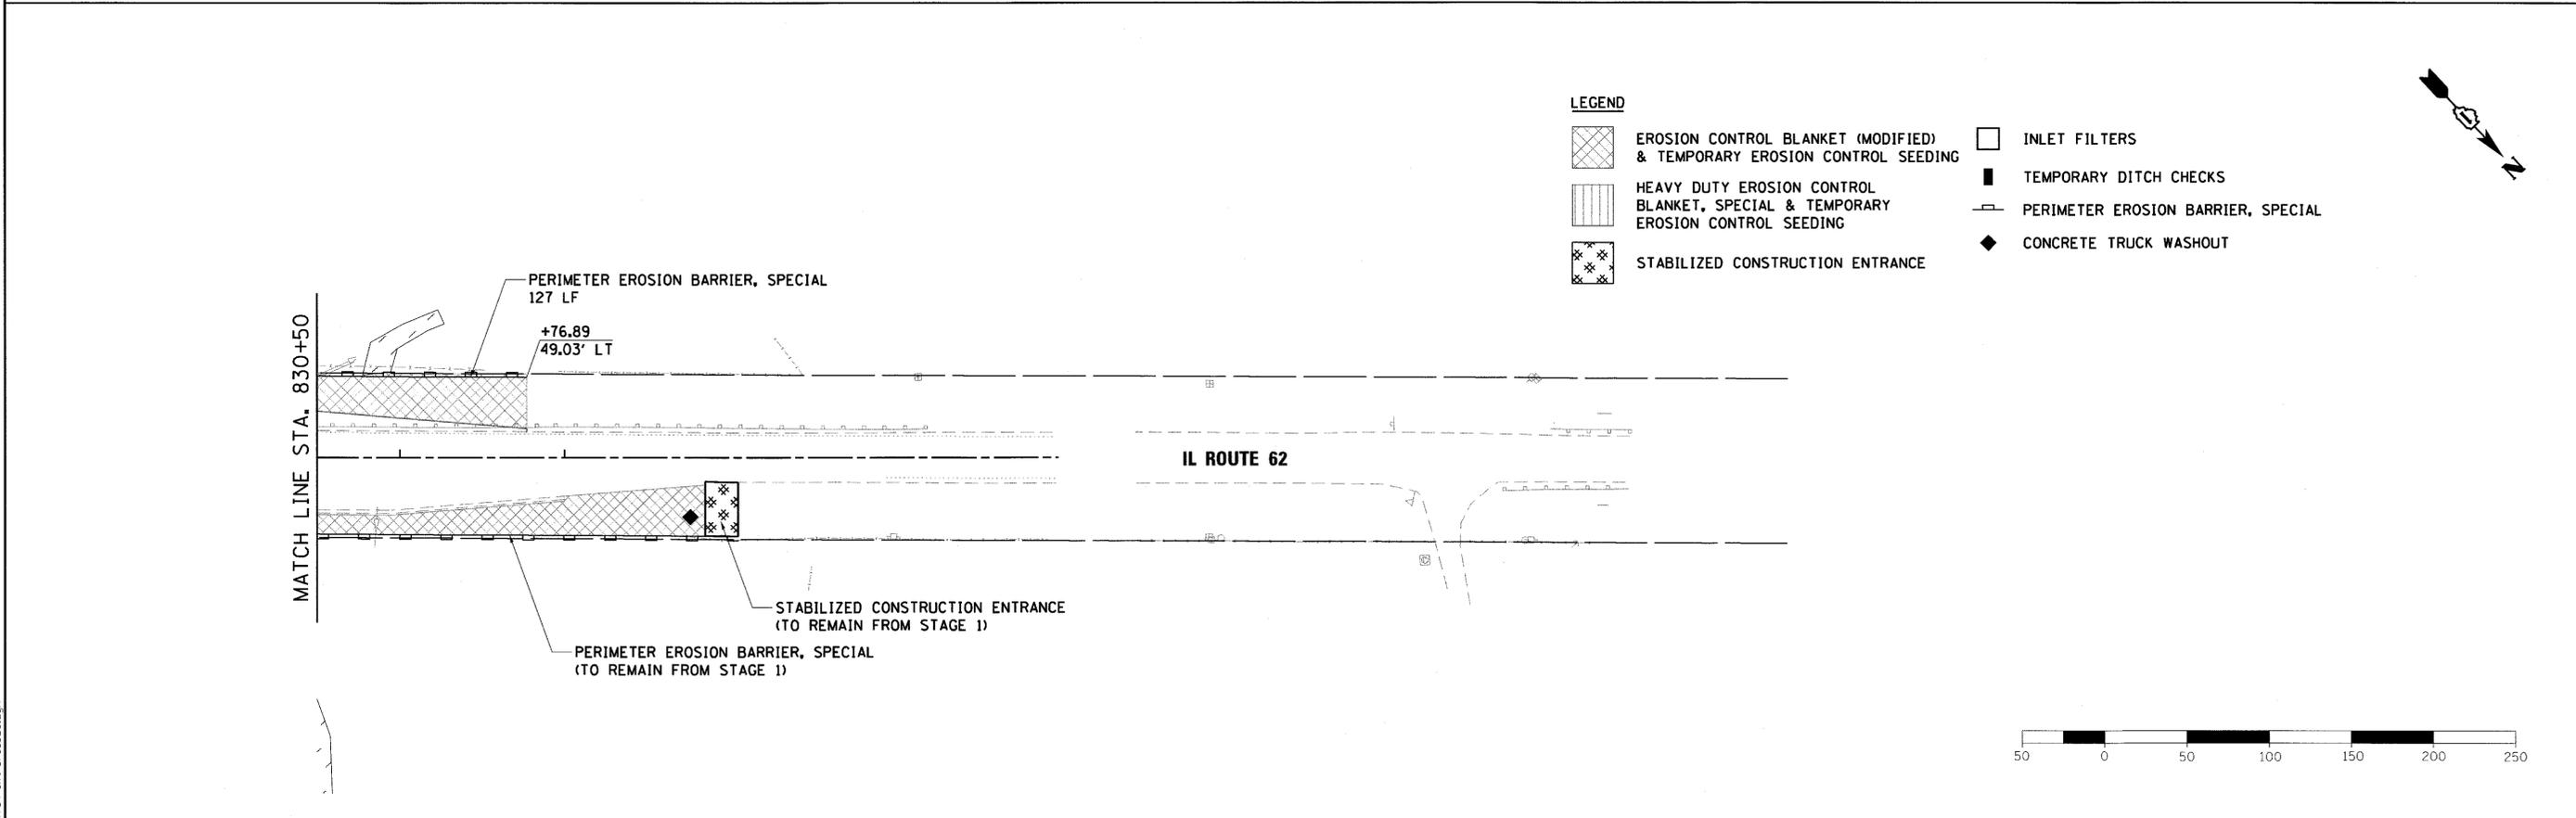 LEGEND
EROSION CONTROL BLANKET (MODIFIED)
& TEMPORARY EROSION CONTROL SEEDING
HEAVY DUTY EROSION CONTROL
BLANKET, SPECIAL & TEMPORARY
EROSION CONTROL SEEDING
STABILIZED CONSTRUCTION ENTRANCE
INLET FILTERS
TEMPORARY DITCH CHECKS
PERIMETER EROSION BARRIER, SPECIAL
CONCRETE TRUCK WASHOUT
N
PERIMETER EROSION BARRIER, SPECIAL
127 LF
+76.89
49.03' LT
MATCH LINE STA. 830+50
IL ROUTE 62
STABILIZED CONSTRUCTION ENTRANCE
(TO REMAIN FROM STAGE 1)
PERIMETER EROSION BARRIER, SPECIAL
(TO REMAIN FROM STAGE 1)
50 0 50 100 150 200 250